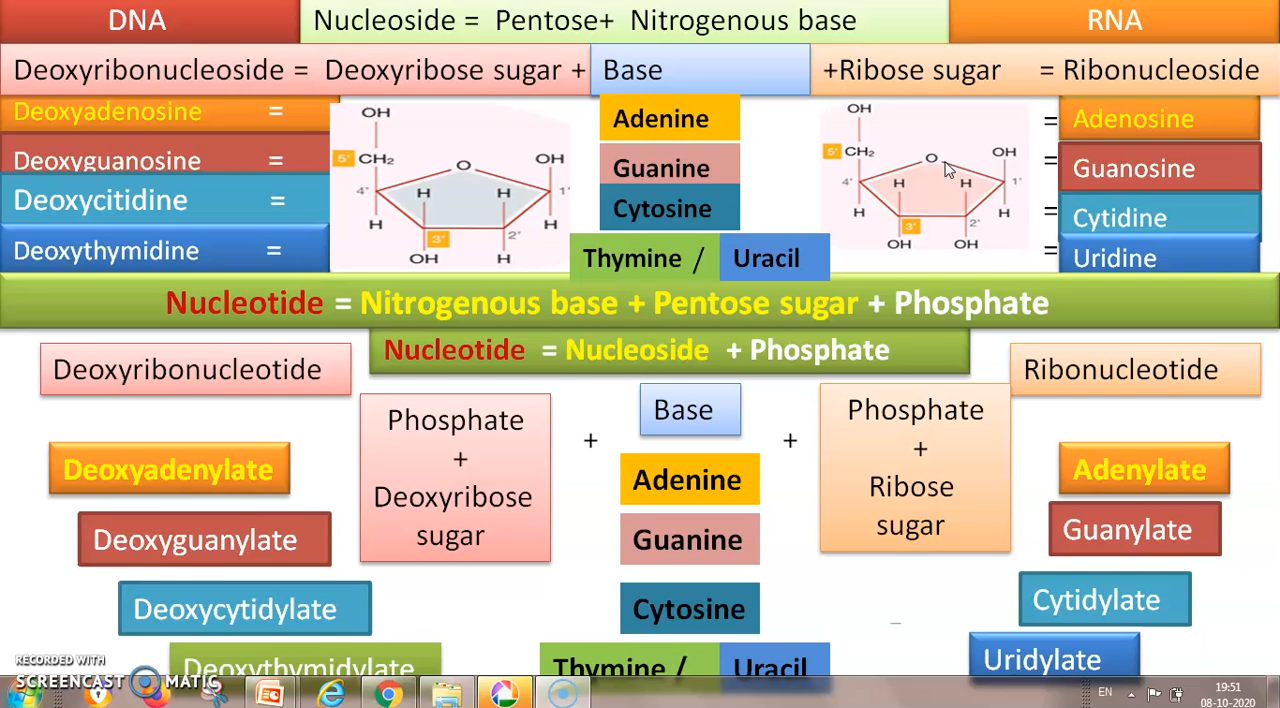 DNA
Nucleoside = Pentose+ Nitrogenous base
RNA
Deoxyribonucleoside = Deoxyribose sugar +
Base
+Ribose sugar = Ribonucleoside
Deoxyadenosine =
Deoxyguanosine =
Deoxycitidine =
Deoxythymidine =
OH
5' CH₂
O
OH
4'
H
H
1'
H
H
3'
2'
OH
H
Adenine
Guanine
Cytosine
Thymine /
Uracil
OH
5' CH₂
O
OH
4'
H
H
1'
H
H
3'
2'
OH
OH
= Adenosine
= Guanosine
= Cytidine
= Uridine
Nucleotide = Nitrogenous base + Pentose sugar + Phosphate
Nucleotide = Nucleoside + Phosphate
Deoxyribonucleotide
Ribonucleotide
Phosphate
+
Deoxyribose
sugar
+
Base
+
Phosphate
+
Ribose
sugar
Deoxyadenylate
Adenine
Adenylate
Deoxyguanylate
Guanine
Guanylate
Deoxycytidylate
Cytosine
Cytidylate
Deoxythymidylate
Thymine /
Uracil
Uridylate
RECORDED WITH
SCREENCAST MATIC
EN
19:51
08-10-2020